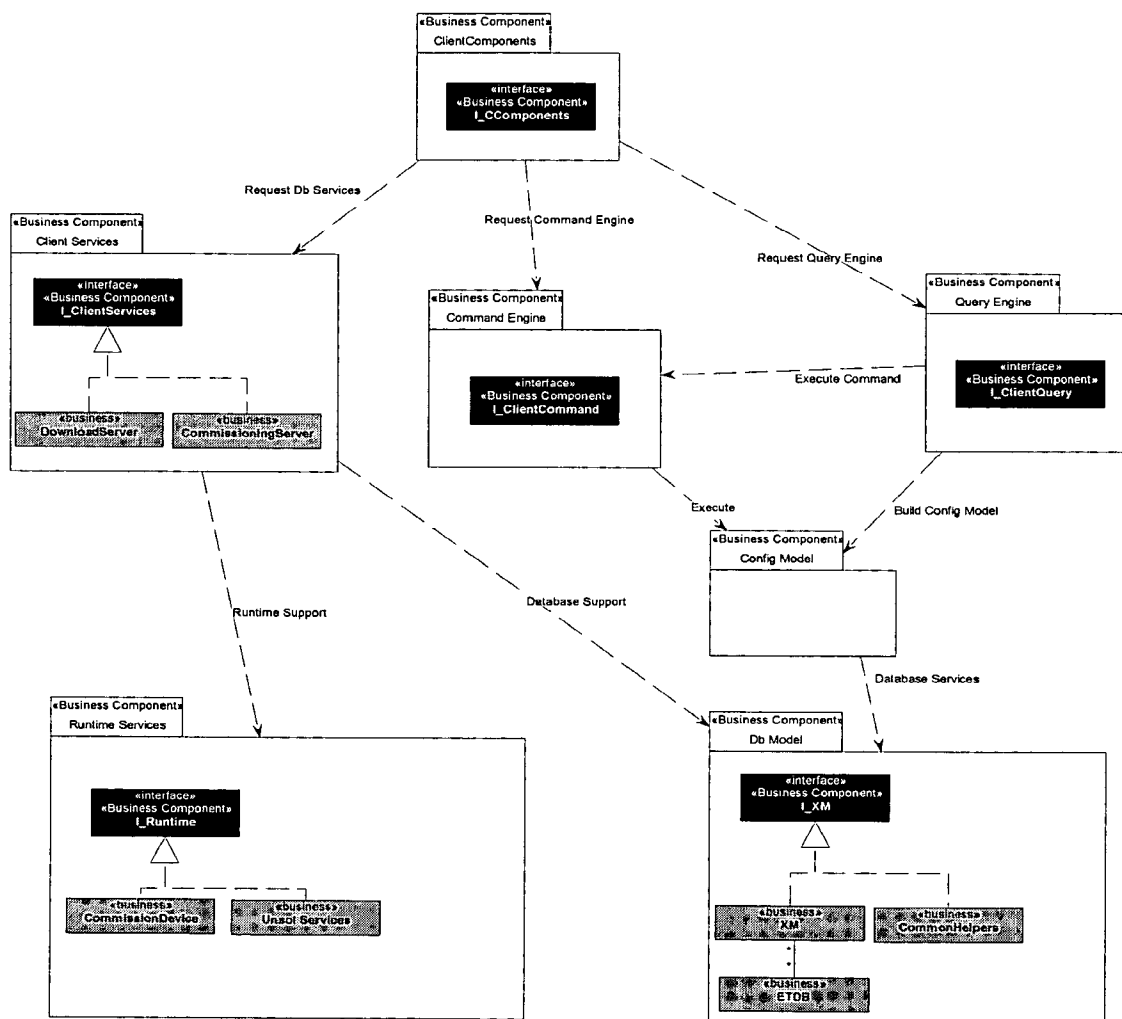 «Business Component»
ClientComponents
«interface»
«Business Component»
I_CComponents
Request Db Services
Request Command Engine
Request Query Engine
«Business Component»
Client Services
«interface»
«Business Component»
I_ClientServices
«business»
DownloadServer
«business»
CommissioningServer
«Business Component»
Command Engine
«interface»
«Business Component»
I_ClientCommand
«Business Component»
Query Engine
«interface»
«Business Component»
I_ClientQuery
Execute Command
Execute
Build Config Model
«Business Component»
Config Model
Runtime Support
Database Support
Database Services
«Business Component»
Runtime Services
«interface»
«Business Component»
I_Runtime
«business»
CommissionDevice
«business»
Unsol Services
«Business Component»
Db Model
«interface»
«Business Component»
I_XM
«business»
XM
«business»
CommonHelpers
«business»
ETDB